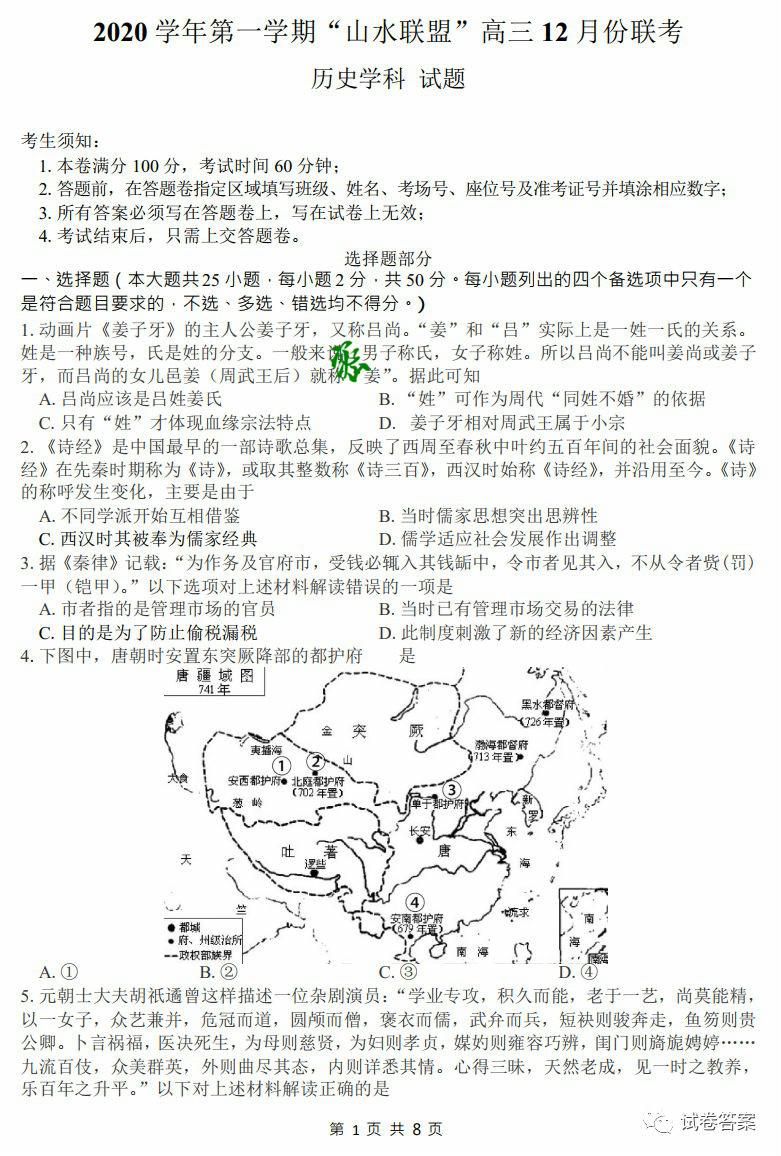 2020 学年第一学期“山水联盟”高三 12 月份联考
历史学科 试题
考生须知：
1. 本卷满分 100 分，考试时间 60 分钟；
2. 答题前，在答题卷指定区域填写班级、姓名、考场号、座位号及准考证号并填涂相应数字；
3. 所有答案必须写在答题卷上，写在试卷上无效；
4. 考试结束后，只需上交答题卷。
选择题部分
一、选择题（本大题共 25 小题，每小题 2 分，共 50 分。每小题列出的四个备选项中只有一个
是符合题目要求的，不选、多选、错选均不得分。)
1. 动画片《姜子牙》的主人公姜子牙，又称吕尚。“姜”和“吕”实际上是一姓一氏的关系。
姓是一种族号，氏是姓的分支。一般来 男子称氏，女子称姓。所以吕尚不能叫姜尚或姜子
牙，而吕尚的女儿邑姜（周武王后）就称 姜”。据此可知
A. 吕尚应该是吕姓姜氏 B. “姓”可作为周代“同姓不婚”的依据
C. 只有“姓”才体现血缘宗法特点 D. 姜子牙相对周武王属于小宗
2. 《诗经》是中国最早的一部诗歌总集，反映了西周至春秋中叶约五百年间的社会面貌。《诗
经》在先秦时期称为《诗》，或取其整数称《诗三百》，西汉时始称《诗经》，并沿用至今。《诗》
的称呼发生变化，主要是由于
A. 不同学派开始互相借鉴 B. 当时儒家思想突出思辨性
C. 西汉时其被奉为儒家经典 D. 儒学适应社会发展作出调整
3. 据《秦律》记载：“为作务及官府市，受钱必辄入其钱缿中，令市者见其入，不从令者赀(罚)
一甲（铠甲）。”以下选项对上述材料解读错误的一项是
A. 市者指的是管理市场的官员 B. 当时已有管理市场交易的法律
C. 目的是为了防止偷税漏税 D. 此制度刺激了新的经济因素产生
4. 下图中，唐朝时安置东突厥降部的都护府 是
唐疆域图
741 年
金 突 厥
山
黑水都督府
(726 年置)
渤海都督府
(713 年置)
夷播海
① ②
大食
安西都护府 北庭都护府
(702 年置)
葱 岭
③
单于都护府
新
罗
长安
东
海
吐 蕃
逻些
唐
天
竺
④
安南都护府
(679 年置)
流求
南 海
南
海
都城
府、州级治所
政权部族界
A. ① B. ② C. ③ D. ④
5. 元朝士大夫胡祇遹曾这样描述一位杂剧演员：“学业专攻，积久而能，老于一艺，尚莫能精，
以一女子，众艺兼并，危冠而道，圆颅而僧，褒衣而儒，武弁而兵，短袂则骏奔走，鱼笏则贵
公卿。卜言祸福，医决死生，为母则慈贤，为妇则孝贞，媒妁则雍容巧辨，闺门则旖旎娉婷……
九流百伎，众美群英，外则曲尽其态，内则详悉其情。心得三昧，天然老成，见一时之教养，
乐百年之升平。”以下对上述材料解读正确的是
第 1 页 共 8 页
试卷答案